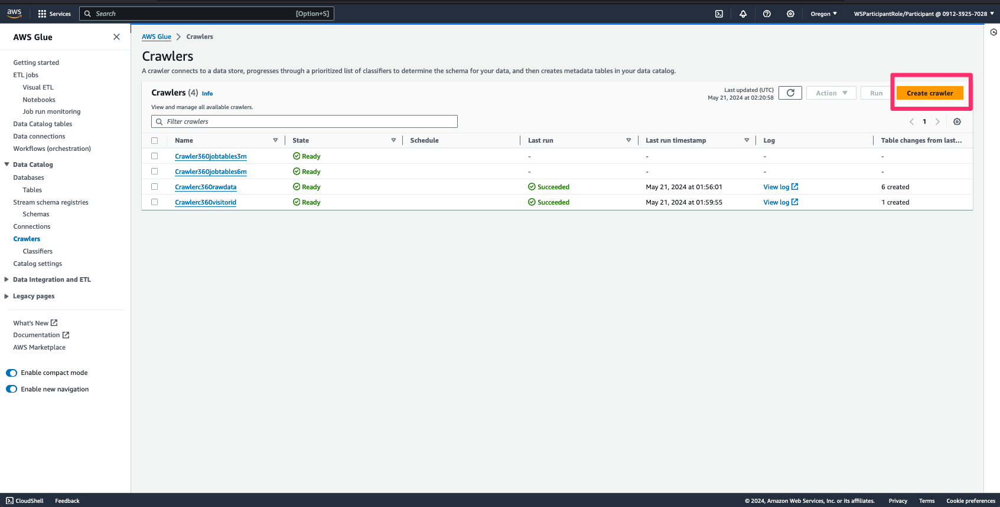 aws Services Search [Option+S] Oregon WSParticipantRole/Participant @ 0912-3925-7028
AWS Glue
Getting started
ETL jobs
Visual ETL
Notebooks
Job run monitoring
Data Catalog tables
Data connections
Workflows (orchestration)
Data Catalog
Databases
Tables
Stream schema registries
Schemas
Connections
Crawlers
Classifiers
Catalog settings
Data Integration and ETL
Legacy pages
What's New
Documentation
AWS Marketplace
Enable compact mode
Enable new navigation
AWS Glue > Crawlers
Crawlers
A crawler connects to a data store, progresses through a prioritized list of classifiers to determine the schema for your data, and then creates metadata tables in your data catalog.
Crawlers (4) Info
View and manage all available crawlers.
Last updated (UTC)
May 21, 2024 at 02:20:58
Action Run Create crawler
Filter crawlers
1
Name State Schedule Last run Last run timestamp Log Table changes from last...
Crawler360jobtables3m Ready - - - -
Crawler360jobtables6m Ready - - - -
Crawlerc360rawdata Ready Succeeded May 21, 2024 at 01:56:01 View log 6 created
Crawlerc360visitorid Ready Succeeded May 21, 2024 at 01:59:55 View log 1 created
CloudShell Feedback © 2024, Amazon Web Services, Inc. or its affiliates. Privacy Terms Cookie preferences